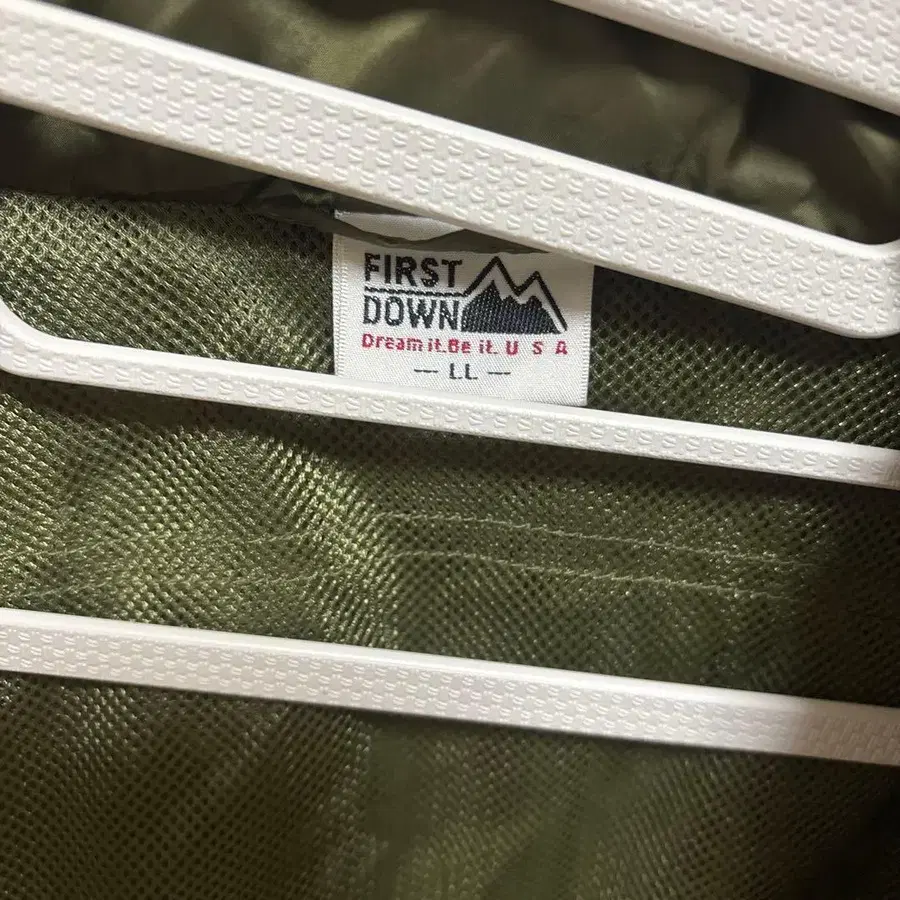 FIRST
DOWN
Dream it.Be it. U S A
— LL —